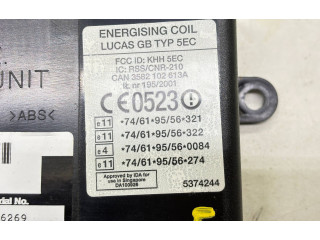 ENERGISING COIL
LUCAS GB TYP 5EC
FCC ID: KHH 5EC
IC: RSS/CNR-210
CAN 3582 102 613A
nr 195/2001
CE0523
e11 *74/61*95/56*321
e11 *74/61*95/56*322
e4 *74/61*95/56*0084
e11 *74/61*95/56*274
Approved by IDA for
use in Singapore
DA103926
5374244
UNIT
>ABS<
rial No.
6269